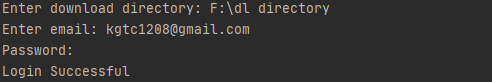 Enter download directory: F:\dl directory
Enter email: kgtc1208@gmail.com
Password:
Login Successful